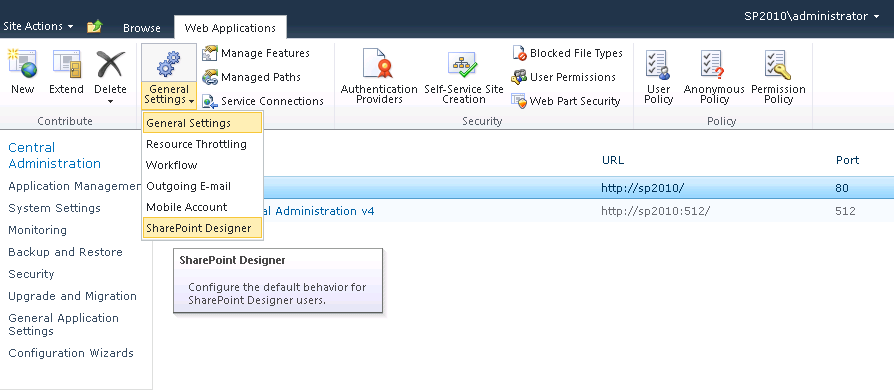 Site Actions
Browse
Web Applications
SP2010\administrator
New
Extend
Delete
General
Settings
Manage Features
Managed Paths
Service Connections
Authentication
Providers
Self-Service Site
Creation
Blocked File Types
User Permissions
Web Part Security
User
Policy
Anonymous
Policy
Permission
Policy
Contribute
Security
Policy
General Settings
Resource Throttling
Workflow
Outgoing E-mail
Mobile Account
SharePoint Designer
SharePoint Designer
Configure the default behavior for
SharePoint Designer users.
Central
Administration
Application Managemen
System Settings
Monitoring
Backup and Restore
Security
Upgrade and Migration
General Application
Settings
Configuration Wizards
URL
Port
http://sp2010/
80
al Administration v4
http://sp2010:512/
512